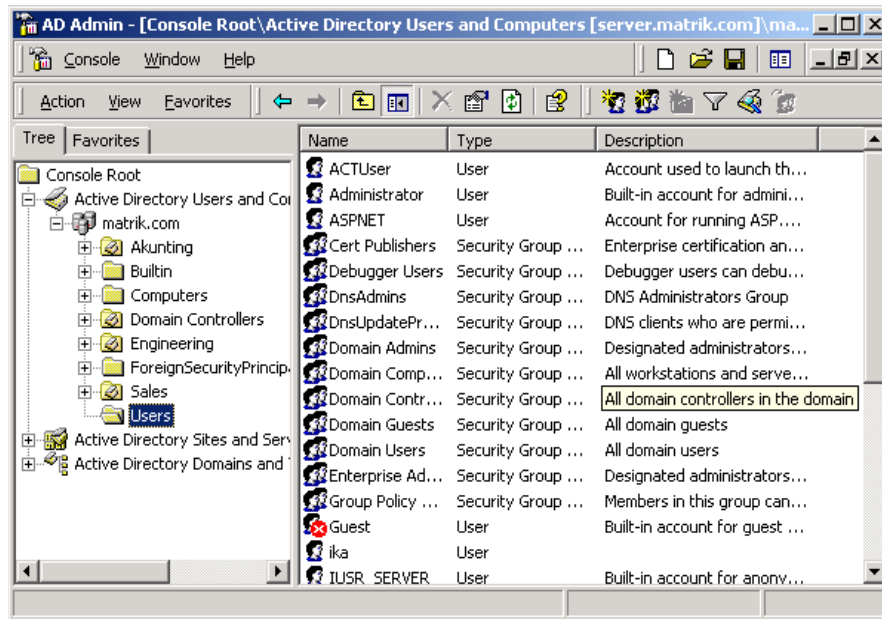 AD Admin - [Console Root\Active Directory Users and Computers [server.matrik.com]\ma...
Console Window Help
Action View Favorites
Tree Favorites
Name Type Description
Console Root
Active Directory Users and Coi
matrik.com
Akunting
Builtin
Computers
Domain Controllers
Engineering
ForeignSecurityPrincip
Sales
Users
Active Directory Sites and Serv
Active Directory Domains and
ACTUser User Account used to launch th...
Administrator User Built-in account for admini...
ASPNET User Account for running ASP....
Cert Publishers Security Group ... Enterprise certification an...
Debugger Users Security Group ... Debugger users can debu...
DnsAdmins Security Group ... DNS Administrators Group
DnsUpdatePr... Security Group ... DNS clients who are permi...
Domain Admins Security Group ... Designated administrators...
Domain Comp... Security Group ... All workstations and serve...
Domain Contr... Security Group ... All domain controllers in the domain
Domain Guests Security Group ... All domain guests
Domain Users Security Group ... All domain users
Enterprise Ad... Security Group ... Designated administrators...
Group Policy ... Security Group ... Members in this group can...
Guest User Built-in account for guest ...
ika User
IUSR_SERVER User Built-in account for anony...